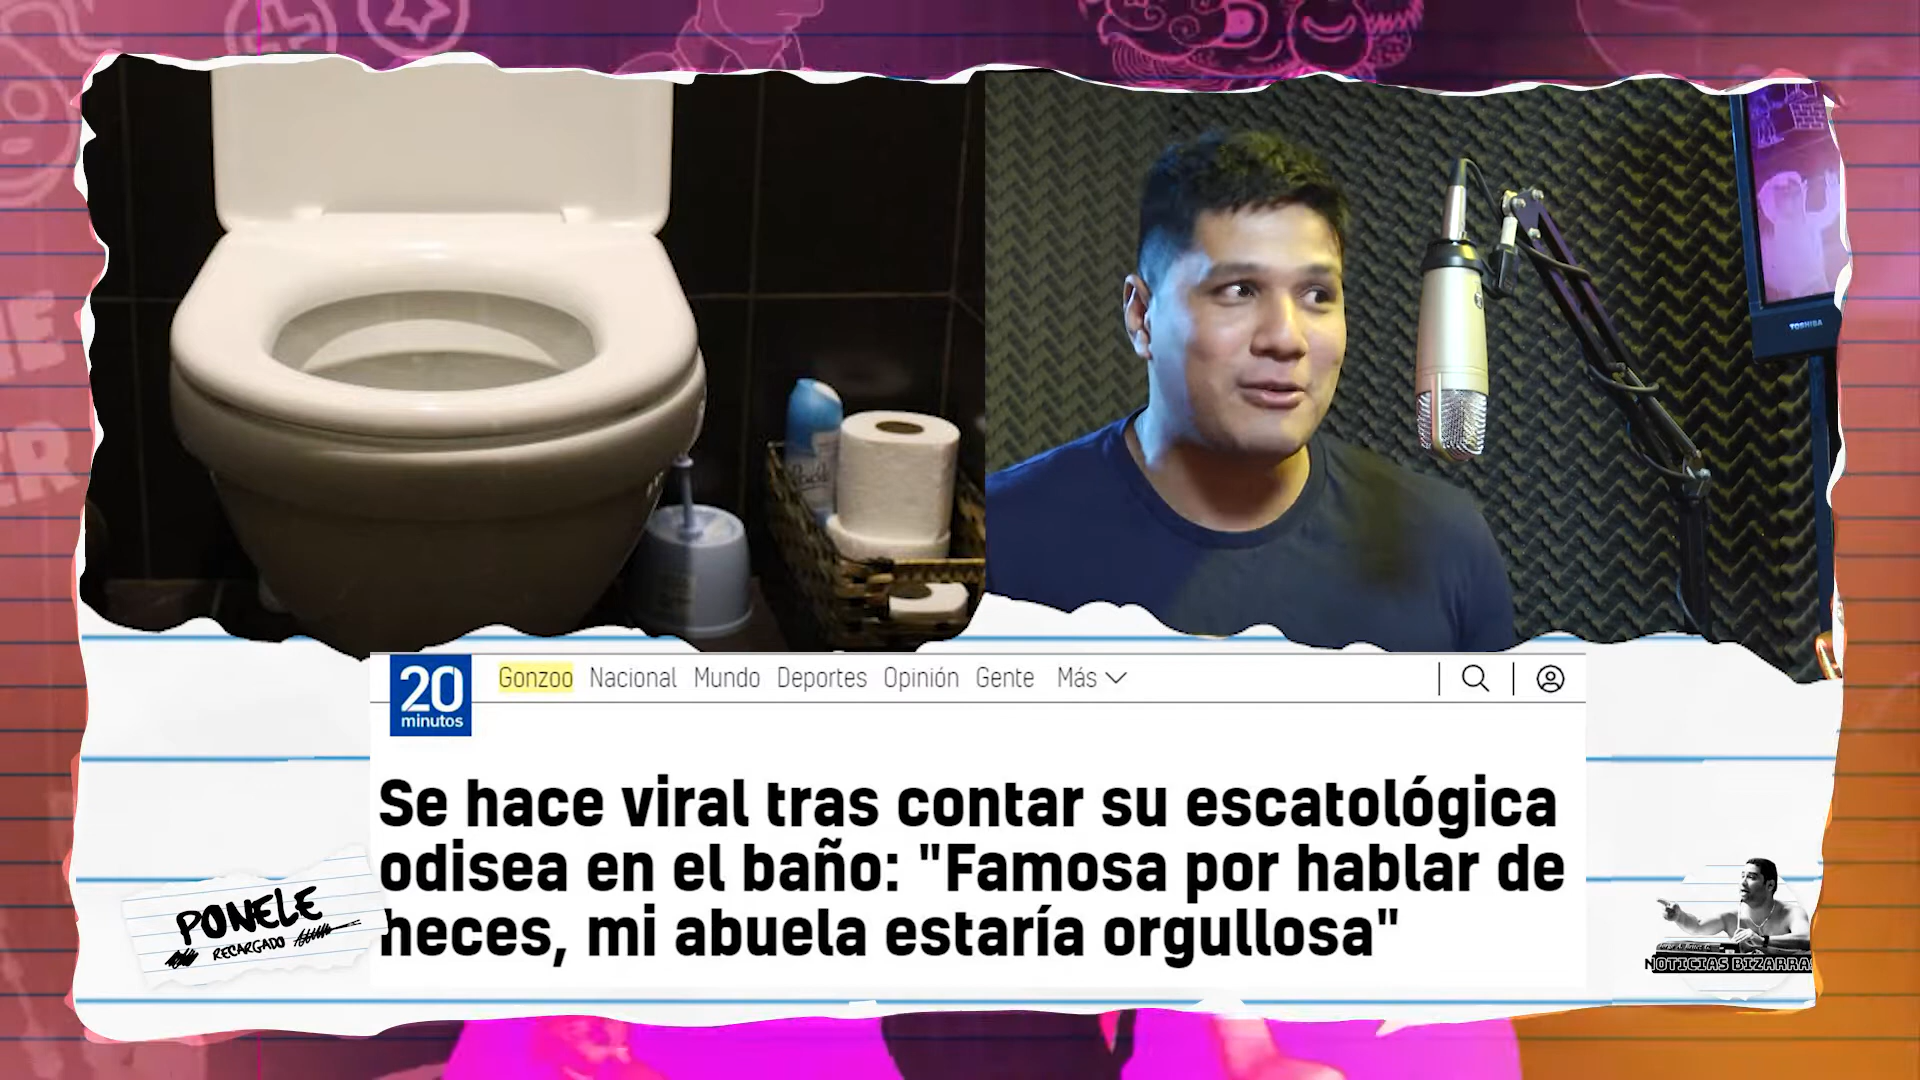 TOSHIBA
20
minutos
Gonzoo Nacional Mundo Deportes Opinión Gente Más
Se hace viral tras contar su escatológica
odisea en el baño: "Famosa por hablar de
heces, mi abuela estaría orgullosa"
PONELE
RECARGADO
NOTICIAS BIZARRAS